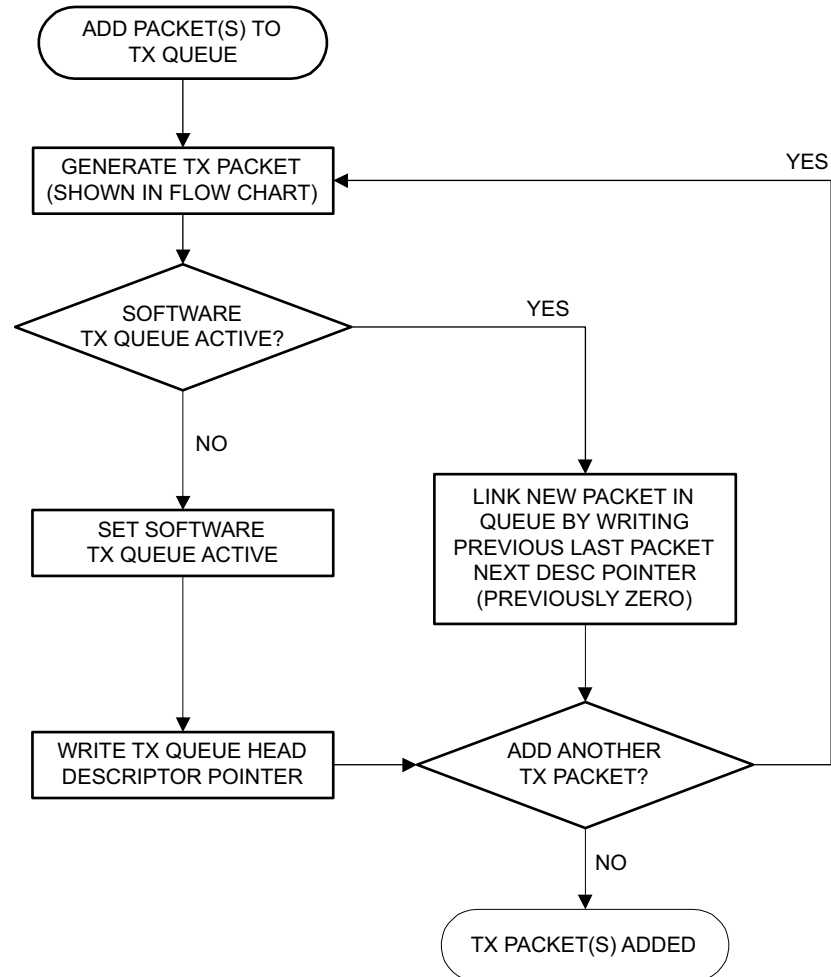 ADD PACKET(S) TO
TX QUEUE
GENERATE TX PACKET
(SHOWN IN FLOW CHART)
YES
SOFTWARE
TX QUEUE ACTIVE?
YES
NO
SET SOFTWARE
TX QUEUE ACTIVE
LINK NEW PACKET IN
QUEUE BY WRITING
PREVIOUS LAST PACKET
NEXT DESC POINTER
(PREVIOUSLY ZERO)
WRITE TX QUEUE HEAD
DESCRIPTOR POINTER
ADD ANOTHER
TX PACKET?
NO
TX PACKET(S) ADDED